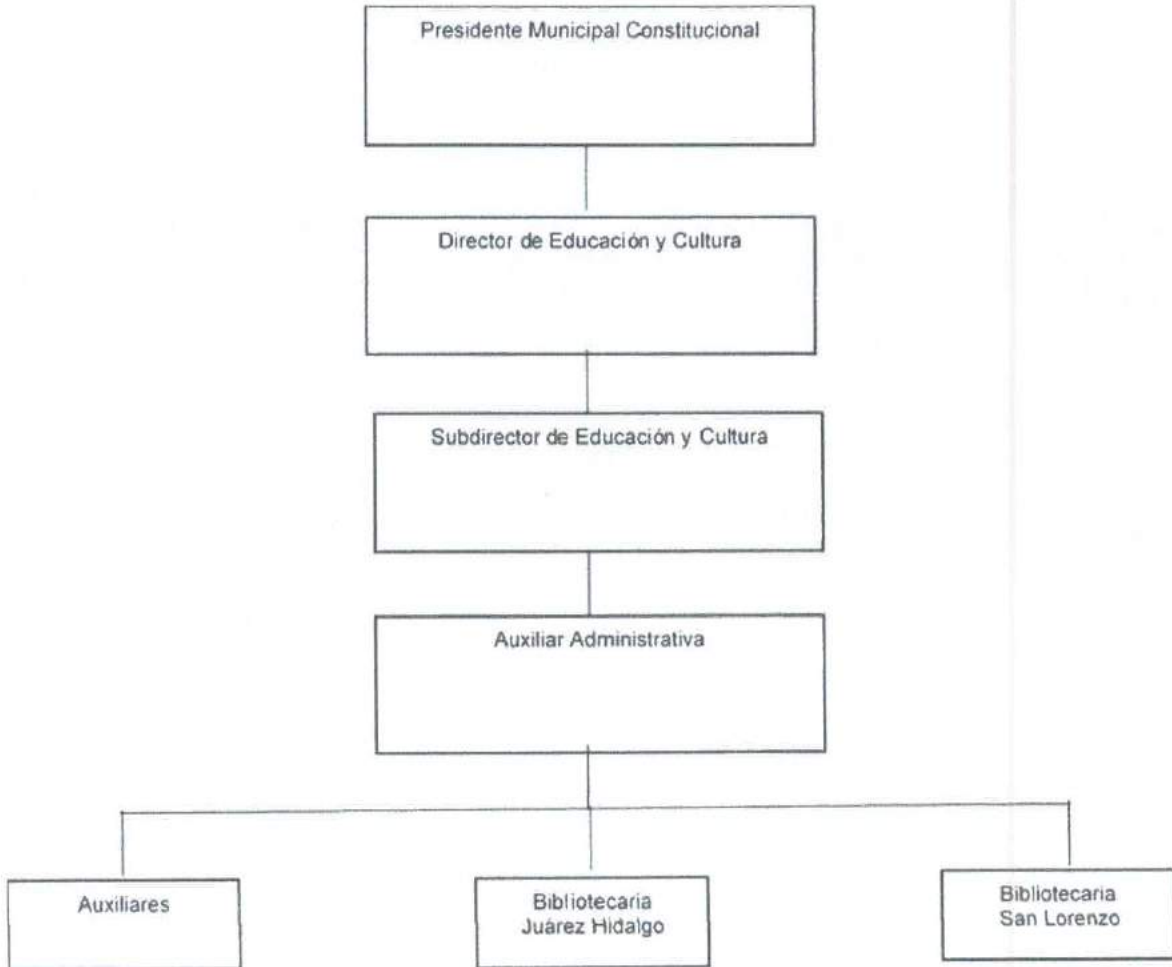 Presidente Municipal Constitucional
Director de Educación y Cultura
Subdirector de Educación y Cultura
Auxiliar Administrativa
Auxiliares
Bibliotecaria
Juárez Hidalgo
Bibliotecaria
San Lorenzo